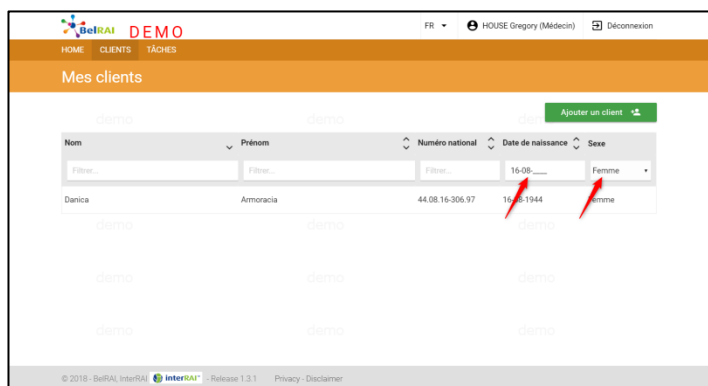 BelRAI DEMO FR HOUSE Gregory (Médecin) Déconnexion
HOME CLIENTS TÂCHES
Mes clients
Ajouter un client
demo demo
Nom Prénom Numéro national Date de naissance Sexe
Filtrer... Filtrer... Filtrer... 16-08-____ Femme
Danica Armoracia 44.08.16-306.97 16-08-1944 Femme
demo demo demo
demo demo demo
demo demo demo
© 2018 - BelRAI, InterRAI interRAI - Release 1.3.1 Privacy - Disclaimer